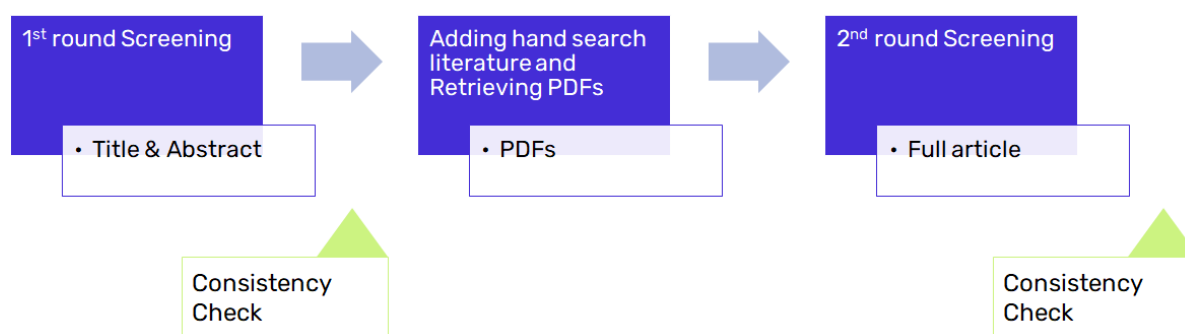 1st round Screening
• Title & Abstract
Consistency
Check
Adding hand search
literature and
Retrieving PDFs
• PDFs
2nd round Screening
• Full article
Consistency
Check